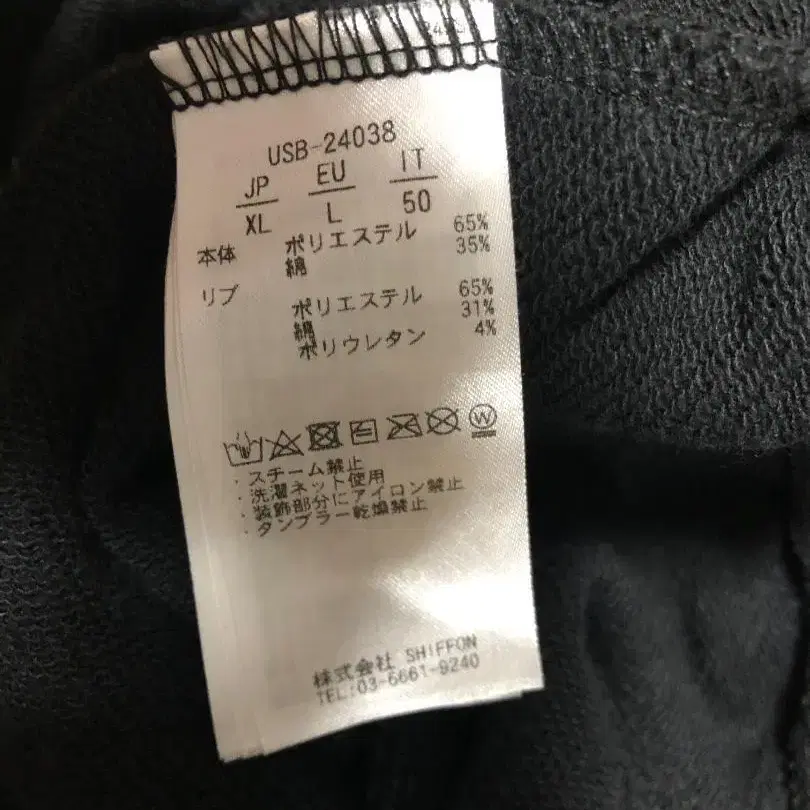 USB-24038
JP EU IT
XL L 50
本体 ポリエステル 65%
綿 35%
リブ ポリエステル 65%
綿 31%
ポリウレタン 4%
・スチーム禁止
・洗濯ネット使用
・装飾部分にアイロン禁止
・タンブラー乾燥禁止
株式会社 SHIFFON
TEL:03-6661-9240